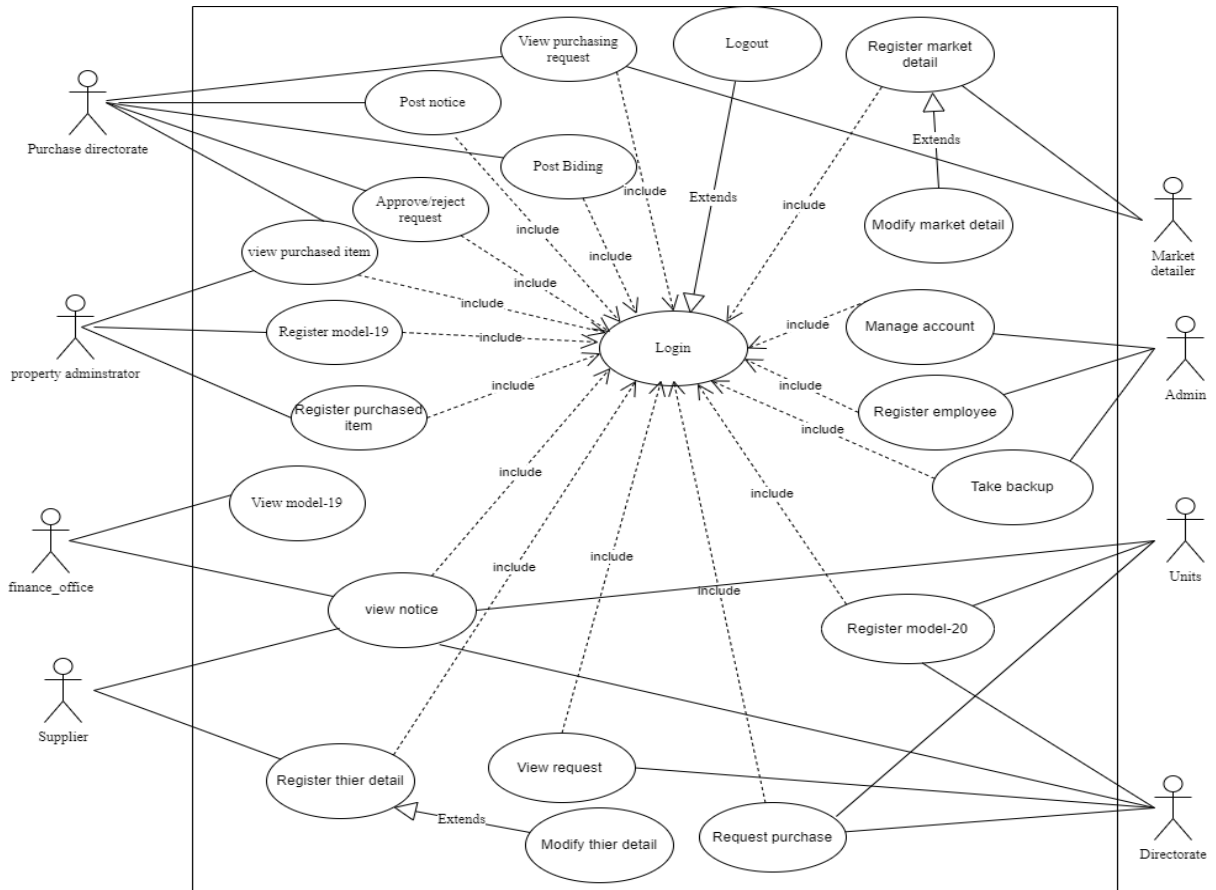 View purchasing
request
Logout
Register market
detail
Post notice
Purchase directorate
Extends
Post Biding
include
Approve/reject
request
include
Extends
include
Modify market detail
include
include
view purchased item
Market
detailer
include
include
Register model-19
include
Login
include
Manage account
property adminstrator
include
include
Admin
Register purchased
item
Register employee
include
include
Take backup
View model-19
include
include
finance_office
include
Units
include
view notice
Register model-20
Supplier
Register thier detail
View request
Extends
Modify thier detail
Request purchase
Directorate